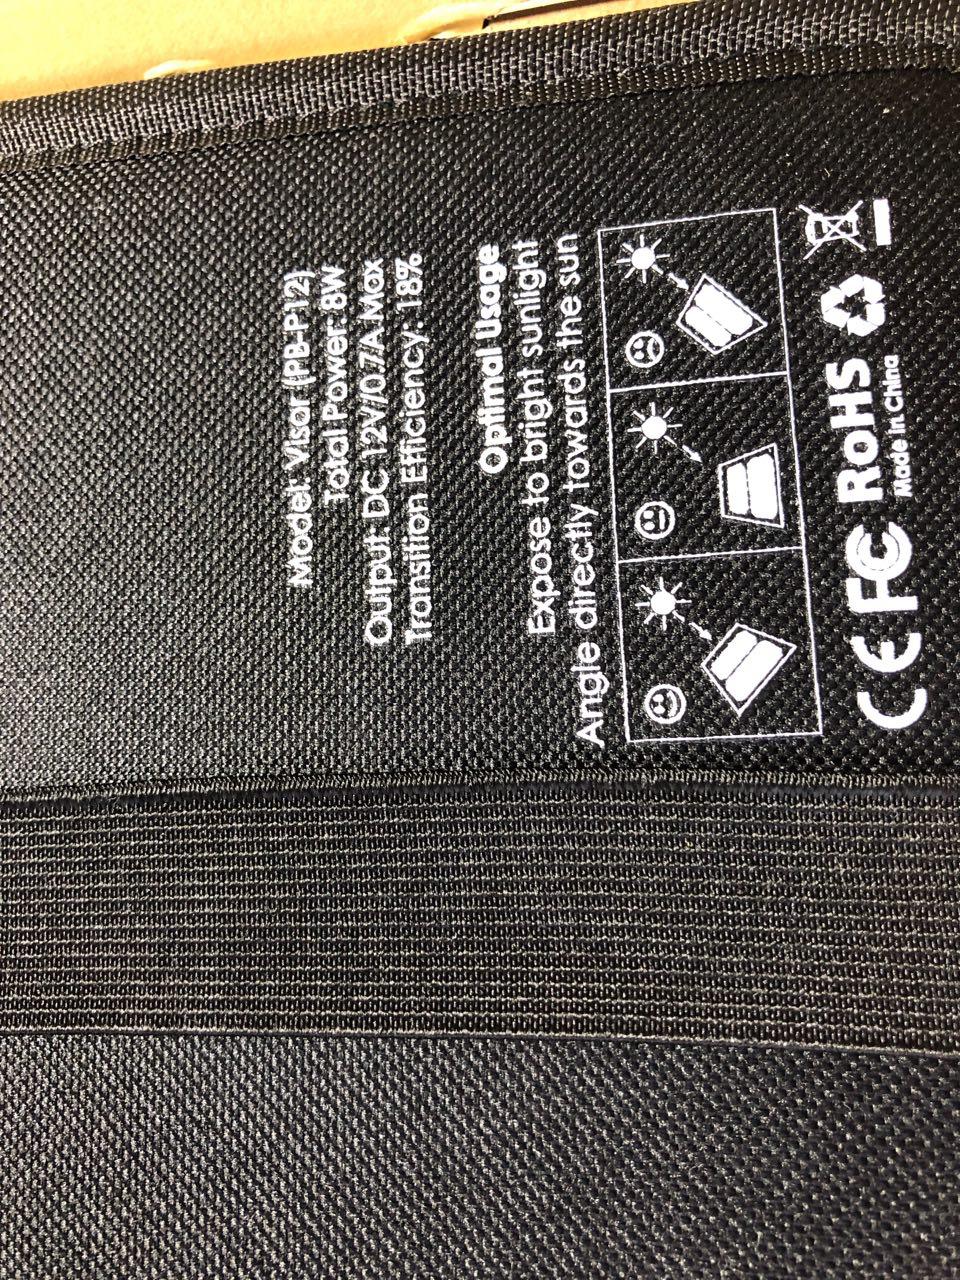 Model: Visor (PB-P12)
Total Power: 8W
Output: DC 12V/0.7A Max
Transition Efficiency: 18%
Optimal Usage
Expose to bright sunlight
Angle directly towards the sun
CE FC RoHS
Made in China